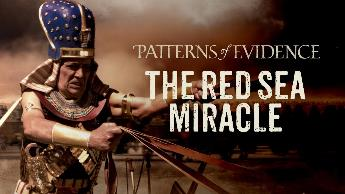 PATTERNS of EVIDENCE
THE RED SEA
MIRACLE